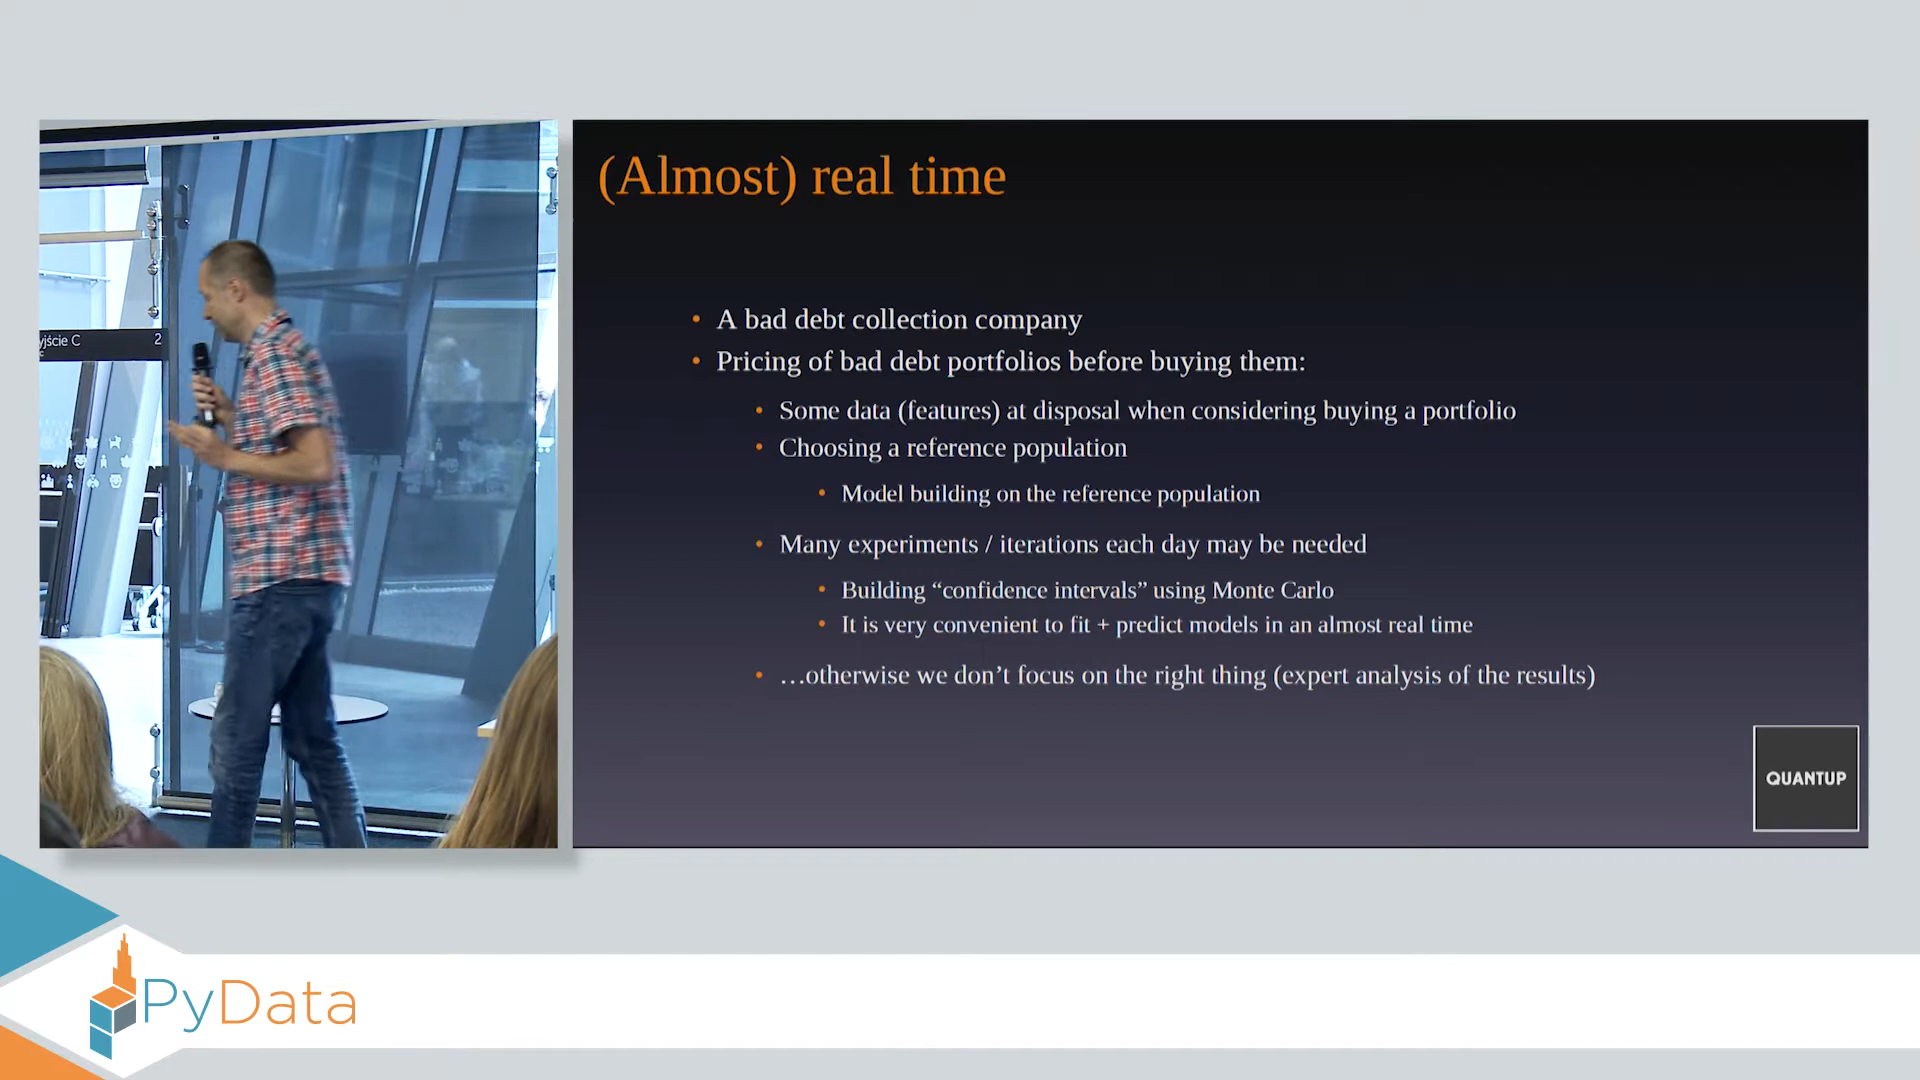 (Almost) real time
• A bad debt collection company
• Pricing of bad debt portfolios before buying them:
• Some data (features) at disposal when considering buying a portfolio
• Choosing a reference population
• Model building on the reference population
• Many experiments / iterations each day may be needed
• Building “confidence intervals” using Monte Carlo
• It is very convenient to fit + predict models in an almost real time
• …otherwise we don’t focus on the right thing (expert analysis of the results)
QUANTUP
yjście C 2
PyData